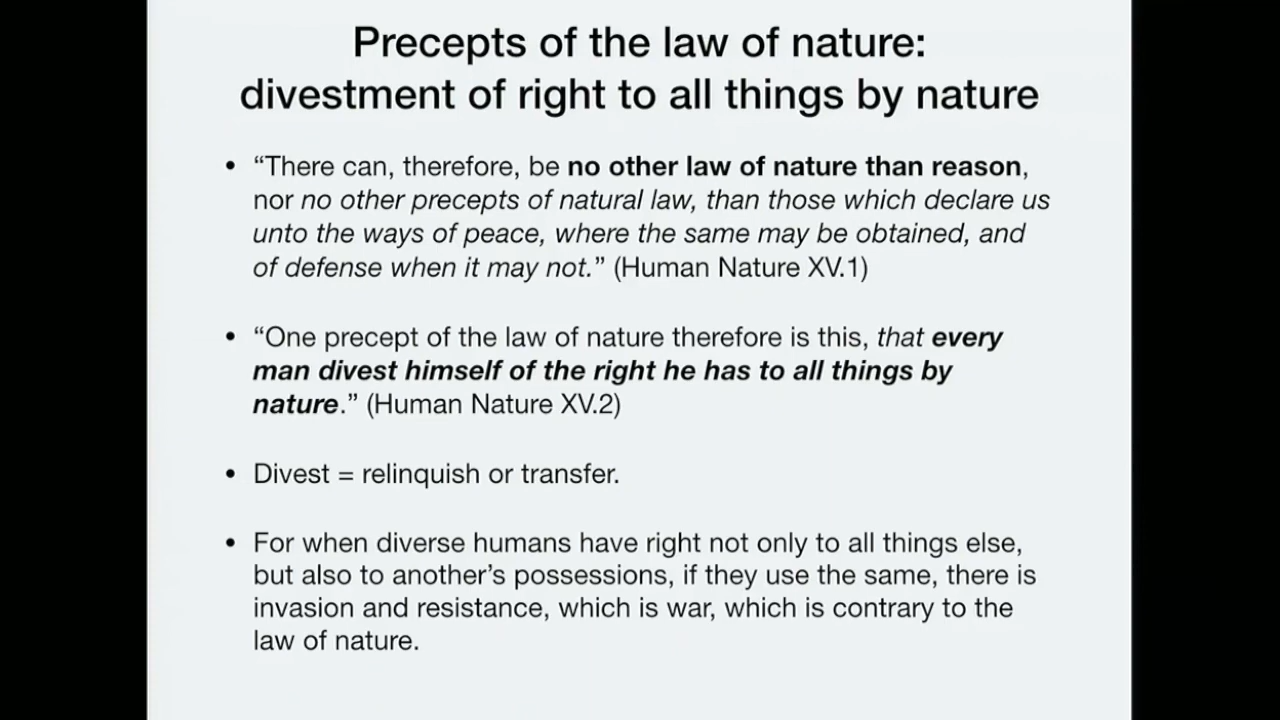 Precepts of the law of nature:
divestment of right to all things by nature
• “There can, therefore, be no other law of nature than reason,
nor no other precepts of natural law, than those which declare us
unto the ways of peace, where the same may be obtained, and
of defense when it may not.” (Human Nature XV.1)
• “One precept of the law of nature therefore is this, that every
man divest himself of the right he has to all things by
nature.” (Human Nature XV.2)
• Divest = relinquish or transfer.
• For when diverse humans have right not only to all things else,
but also to another’s possessions, if they use the same, there is
invasion and resistance, which is war, which is contrary to the
law of nature.